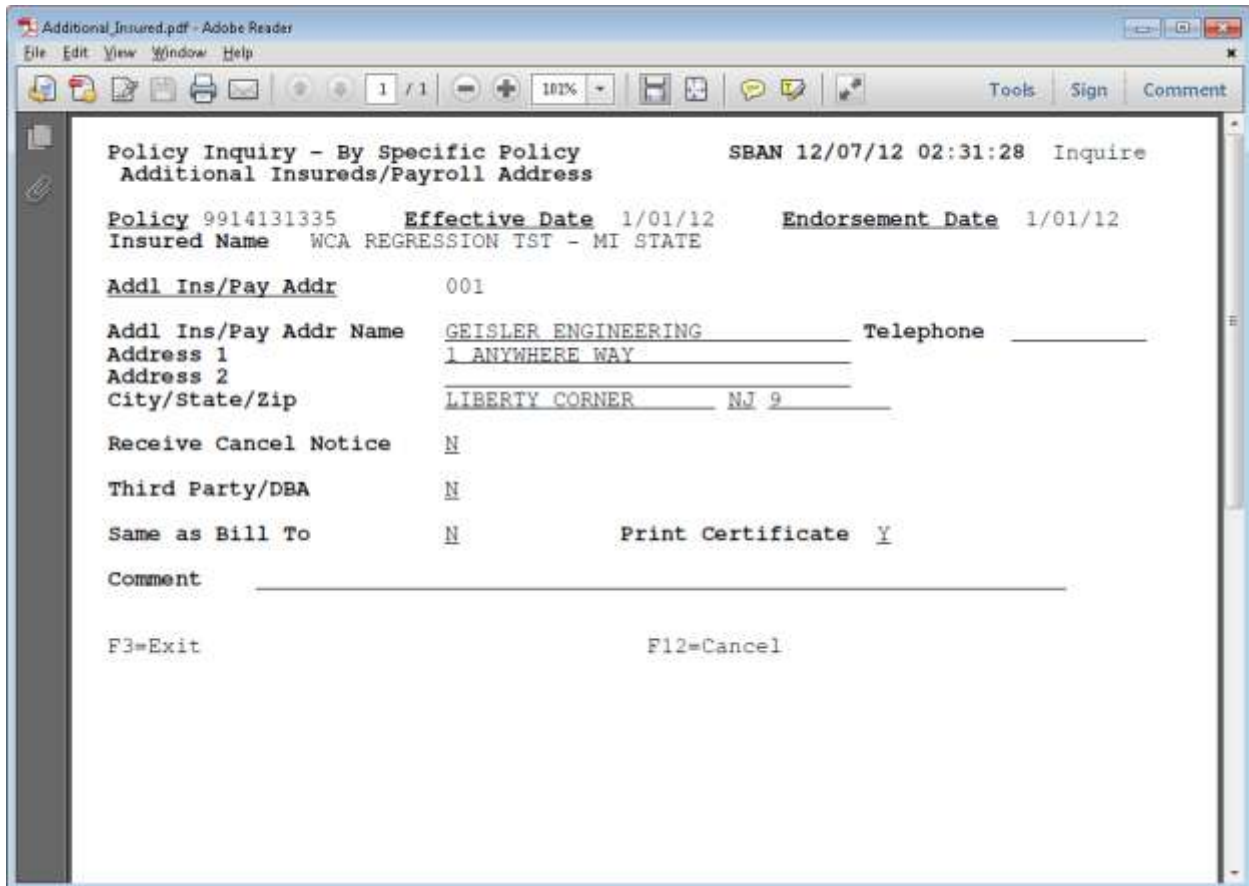 Additional_Insured.pdf - Adobe Reader
File Edit View Window Help
1 / 1 101% Tools Sign Comment
Policy Inquiry - By Specific Policy SBAN 12/07/12 02:31:28 Inquire
Additional Insureds/Payroll Address
Policy 9914131335 Effective Date 1/01/12 Endorsement Date 1/01/12
Insured Name WCA REGRESSION TST - MI STATE
Addl Ins/Pay Addr 001
Addl Ins/Pay Addr Name GEISLER ENGINEERING Telephone
Address 1 1 ANYWHERE WAY
Address 2
City/State/Zip LIBERTY CORNER NJ 9
Receive Cancel Notice N
Third Party/DBA N
Same as Bill To N Print Certificate Y
Comment
F3=Exit F12=Cancel